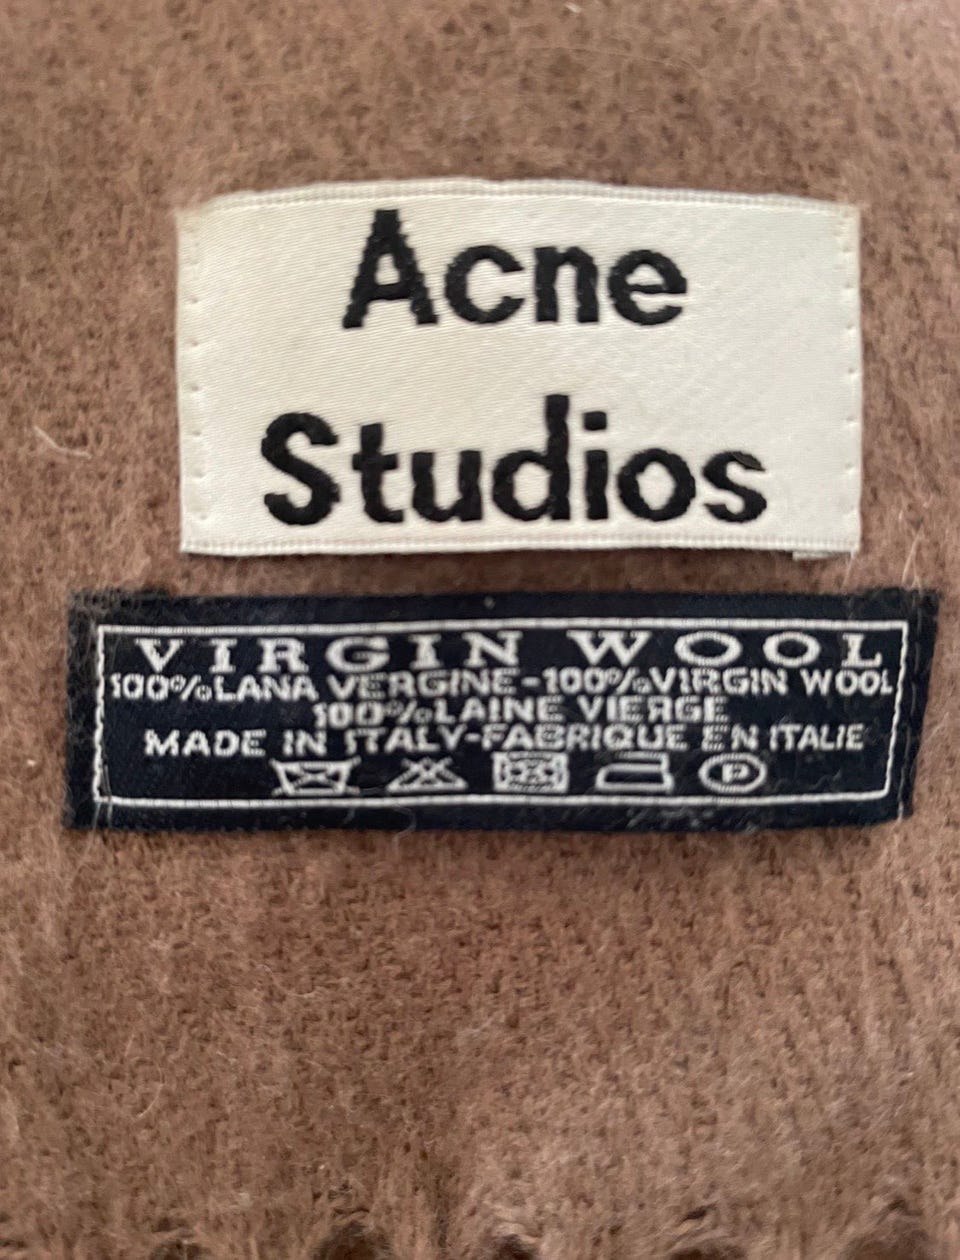 Acne
Studios
VIRGIN WOOL
100%LANA VERGINE-100%VIRGIN WOOL
100%LAINE VIERGE
MADE IN ITALY-FABRIQUE EN ITALIE
P